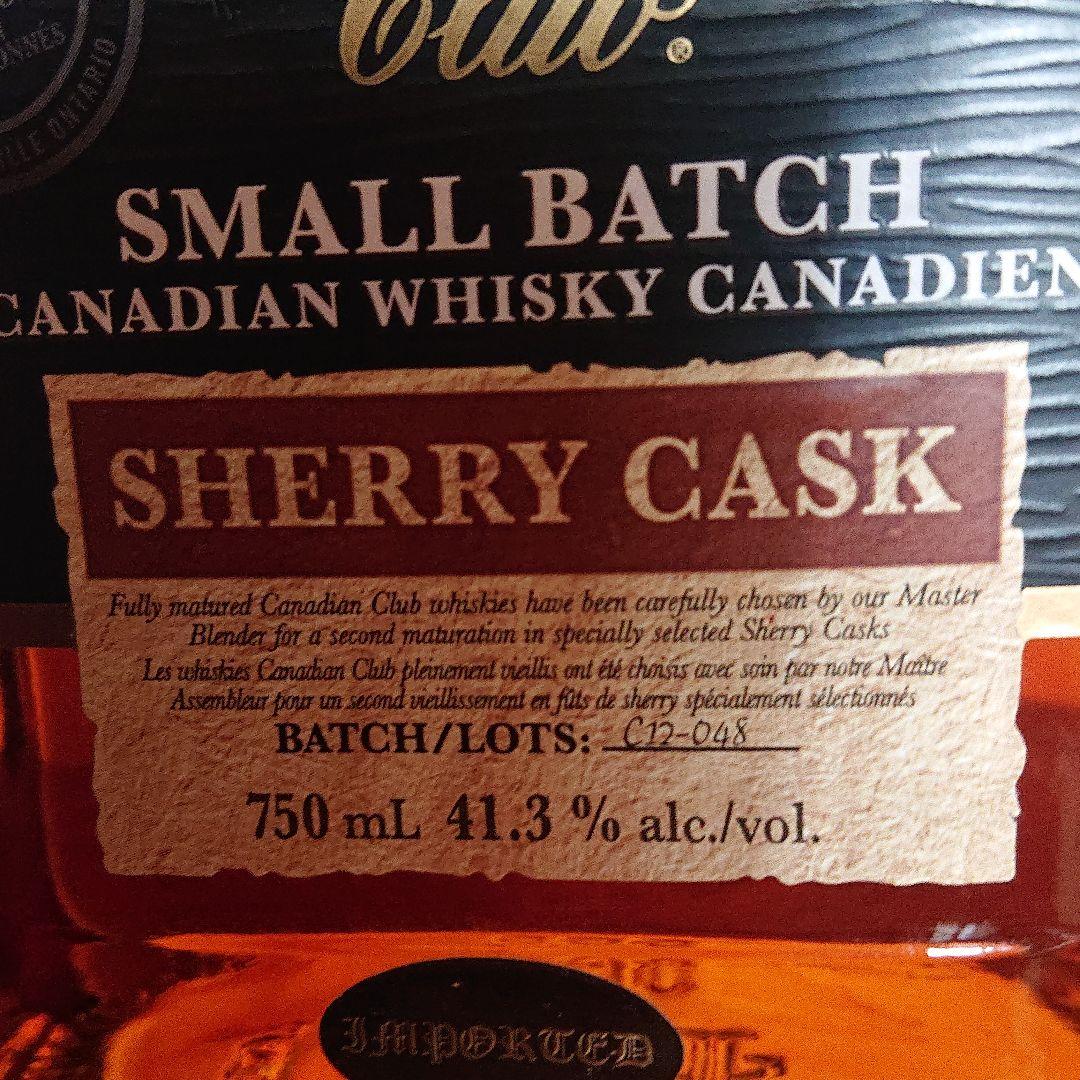 Club®
SMALL BATCH
CANADIAN WHISKY CANADIEN
SHERRY CASK
Fully matured Canadian Club whiskies have been carefully chosen by our Master
Blender for a second maturation in specially selected Sherry Casks
Les whiskies Canadian Club pleinement vieillis ont été choisis avec soin par notre Maître
Assembleur pour un second vieillissement en fûts de sherry spécialement sélectionnés
BATCH/LOTS: C12-048
750 mL 41.3 % alc./vol.
IMPORTED
ONTARIO